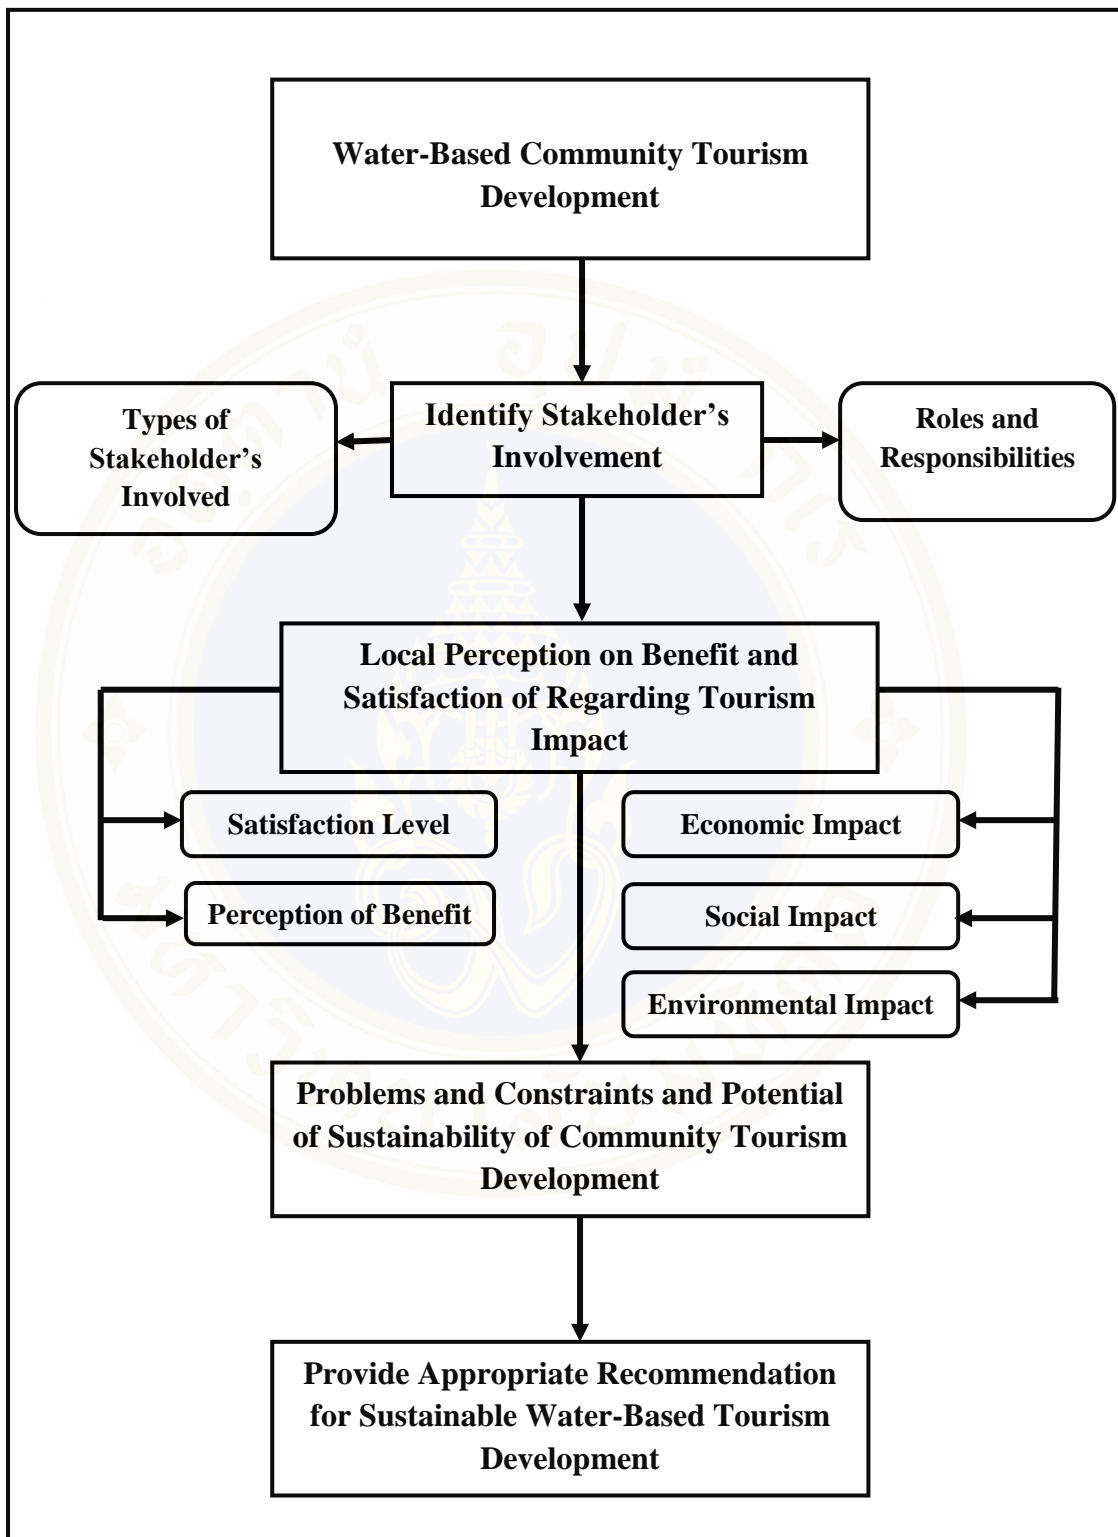 Water-Based Community Tourism
Development
Identify Stakeholder’s
Involvement
Types of
Stakeholder’s
Involved
Roles and
Responsibilities
Local Perception on Benefit and
Satisfaction of Regarding Tourism
Impact
Satisfaction Level
Perception of Benefit
Economic Impact
Social Impact
Environmental Impact
Problems and Constraints and Potential
of Sustainability of Community Tourism
Development
Provide Appropriate Recommendation
for Sustainable Water-Based Tourism
Development